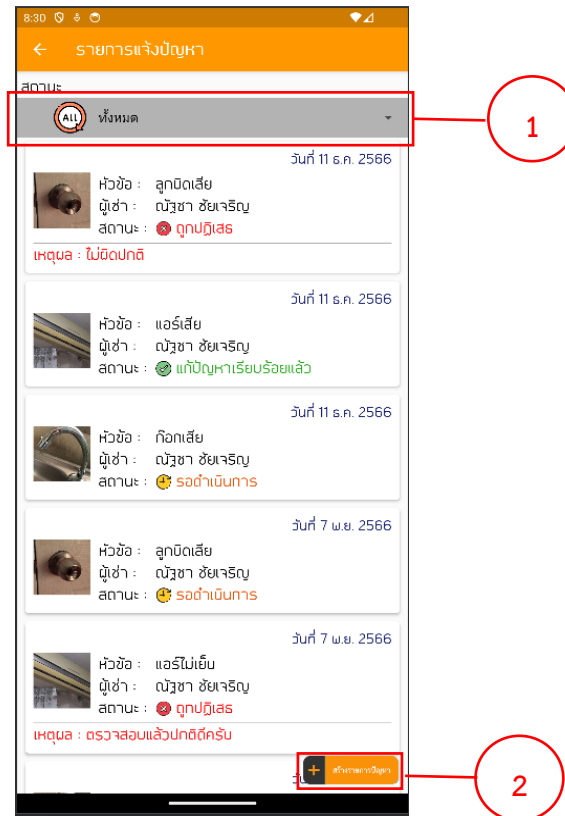 8:30
รายการแจ้งปัญหา
สถานะ
ALL ทั้งหมด
1
วันที่ 11 ธ.ค. 2566
หัวข้อ : ลูกบิดเสีย
ผู้เช่า : ณัฐชา ชัยเจริญ
สถานะ : ถูกปฏิเสธ
เหตุผล : ไม่ผิดปกติ
วันที่ 11 ธ.ค. 2566
หัวข้อ : แอร์เสีย
ผู้เช่า : ณัฐชา ชัยเจริญ
สถานะ : แก้ปัญหาเรียบร้อยแล้ว
วันที่ 11 ธ.ค. 2566
หัวข้อ : ก๊อกเสีย
ผู้เช่า : ณัฐชา ชัยเจริญ
สถานะ : รอดำเนินการ
วันที่ 7 พ.ย. 2566
หัวข้อ : ลูกบิดเสีย
ผู้เช่า : ณัฐชา ชัยเจริญ
สถานะ : รอดำเนินการ
วันที่ 7 พ.ย. 2566
หัวข้อ : แอร์ไม่เย็น
ผู้เช่า : ณัฐชา ชัยเจริญ
สถานะ : ถูกปฏิเสธ
เหตุผล : ตรวจสอบแล้วปกติดีครับ
+ สร้างรายการปัญหา
2